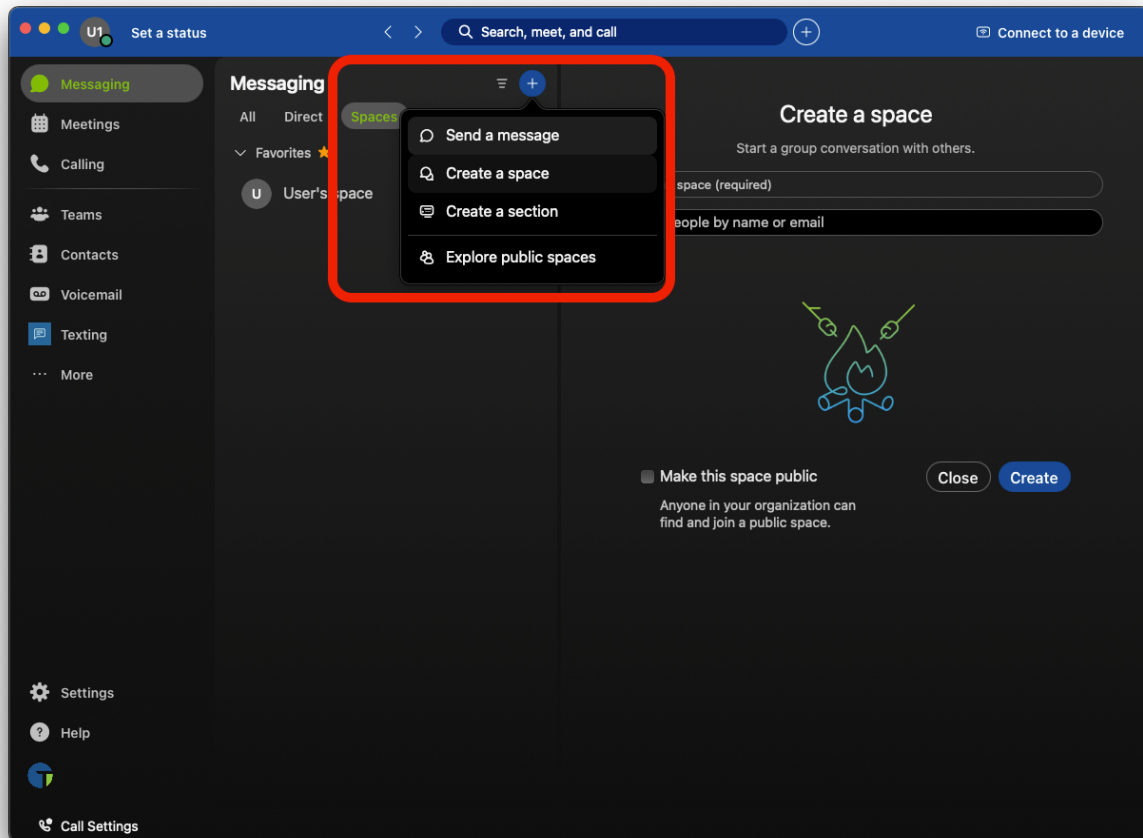 U1 Set a status
Search, meet, and call
Connect to a device
Messaging
Meetings
Calling
Teams
Contacts
Voicemail
Texting
More
Settings
Help
Call Settings
Messaging
All Direct Spaces
Favorites
U User's space
Send a message
Create a space
Create a section
Explore public spaces
Create a space
Start a group conversation with others.
space (required)
eople by name or email
Make this space public
Anyone in your organization can
find and join a public space.
Close Create